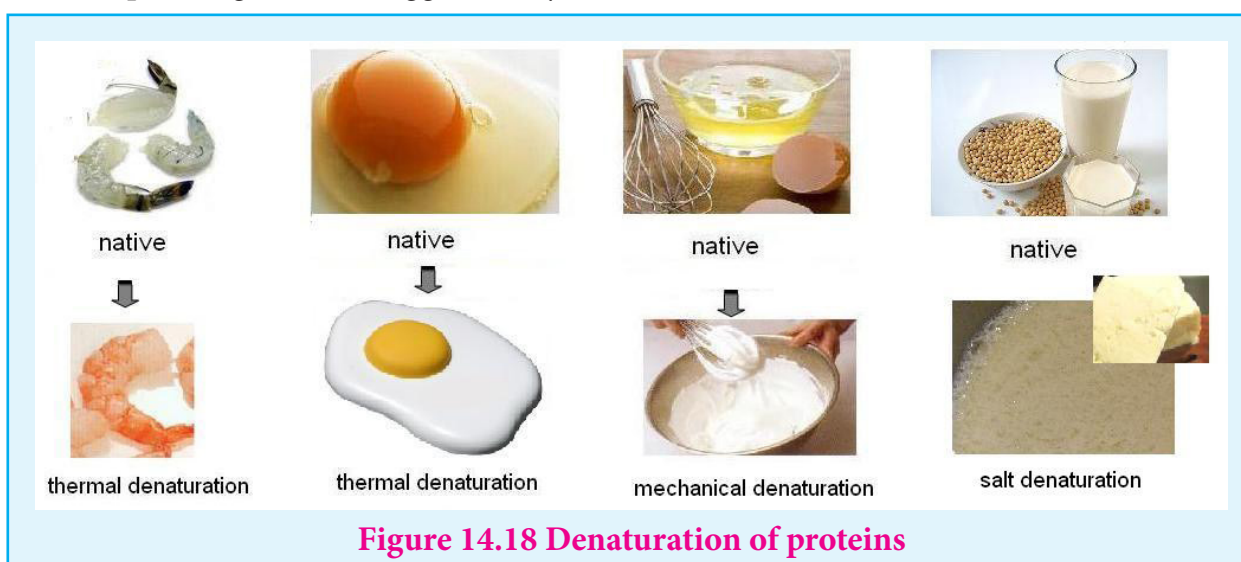 native
native
native
native
thermal denaturation
thermal denaturation
mechanical denaturation
salt denaturation
Figure 14.18 Denaturation of proteins